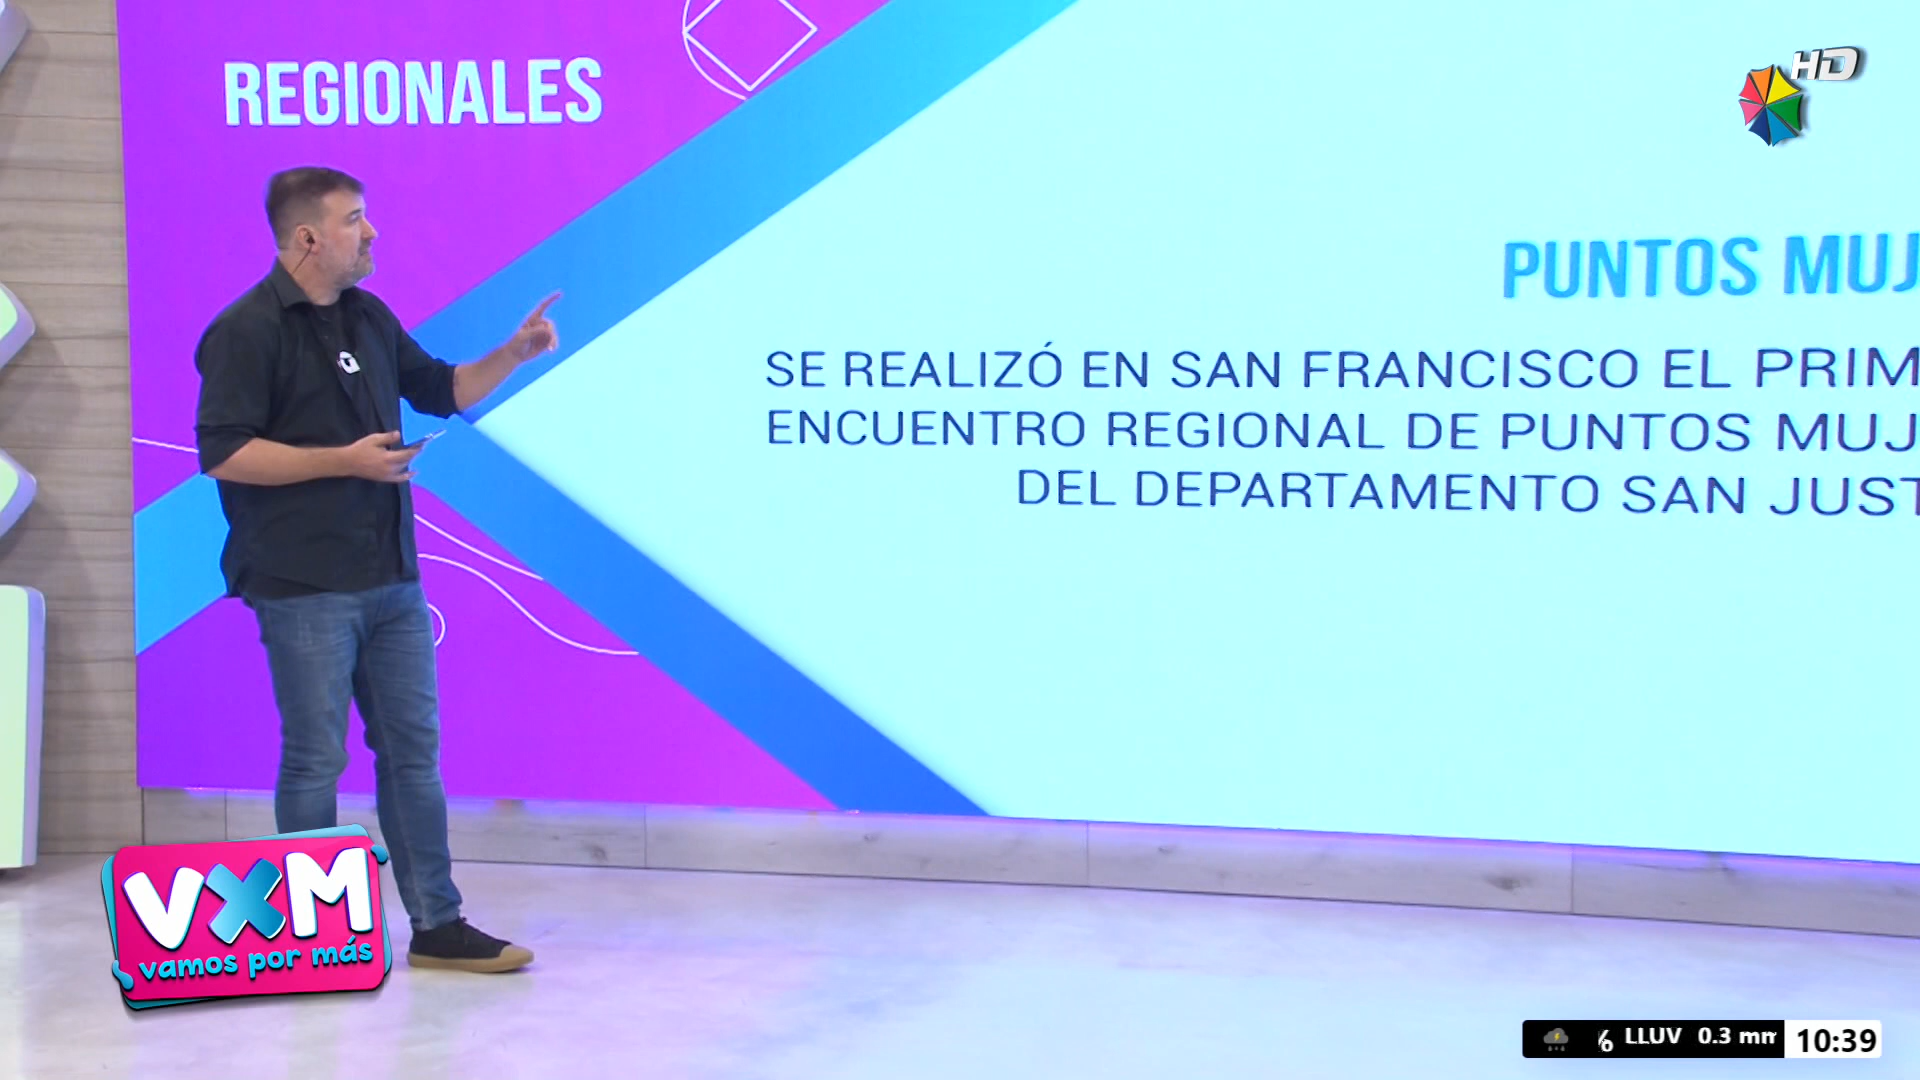 REGIONALES
HD
PUNTOS MUJ
SE REALIZÓ EN SAN FRANCISCO EL PRIM
ENCUENTRO REGIONAL DE PUNTOS MUJ
DEL DEPARTAMENTO SAN JUST
VXM
vamos por más
LLUV 0.3 mm 10:39